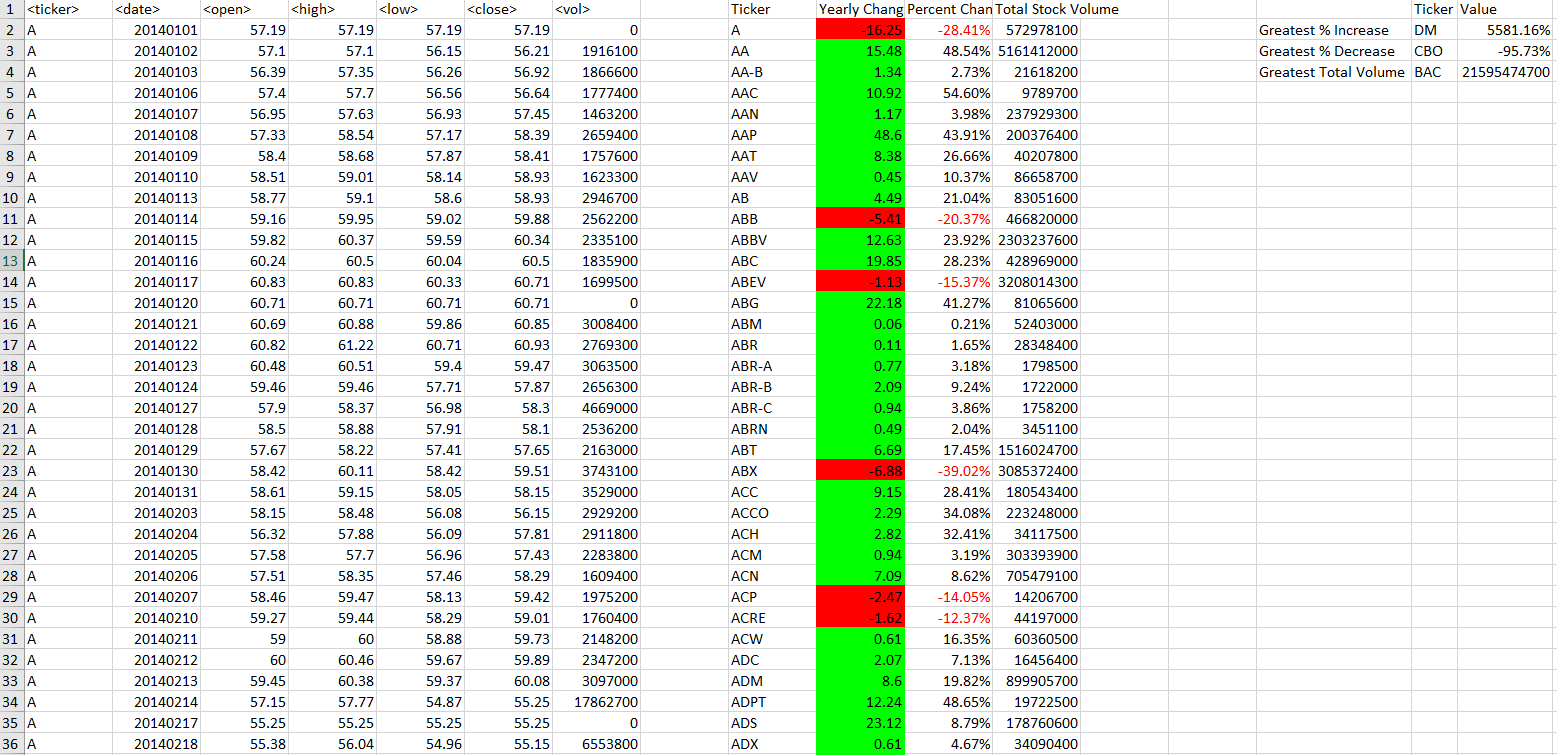 1 <ticker> <date> <open> <high> <low> <close> <vol> Ticker Yearly Chang Percent Chan Total Stock Volume Ticker Value
2 A 20140101 57.19 57.19 57.19 57.19 0 A -16.25 -28.41% 572978100 Greatest % Increase DM 5581.16%
3 A 20140102 57.1 57.1 56.15 56.21 1916100 AA 15.48 48.54% 5161412000 Greatest % Decrease CBO -95.73%
4 A 20140103 56.39 57.35 56.26 56.92 1866600 AA-B 1.34 2.73% 21618200 Greatest Total Volume BAC 21595474700
5 A 20140106 57.4 57.7 56.56 56.64 1777400 AAC 10.92 54.60% 9789700
6 A 20140107 56.95 57.63 56.93 57.45 1463200 AAN 1.17 3.98% 237929300
7 A 20140108 57.33 58.54 57.17 58.39 2659400 AAP 48.6 43.91% 200376400
8 A 20140109 58.4 58.68 57.87 58.41 1757600 AAT 8.38 26.66% 40207800
9 A 20140110 58.51 59.01 58.14 58.93 1623300 AAV 0.45 10.37% 86658700
10 A 20140113 58.77 59.1 58.6 58.93 2946700 AB 4.49 21.04% 83051600
11 A 20140114 59.16 59.95 59.02 59.88 2562200 ABB -5.41 -20.37% 466820000
12 A 20140115 59.82 60.37 59.59 60.34 2335100 ABBV 12.63 23.92% 2303237600
13 A 20140116 60.24 60.5 60.04 60.5 1835900 ABC 19.85 28.23% 428969000
14 A 20140117 60.83 60.83 60.33 60.71 1699500 ABEV -1.13 -15.37% 3208014300
15 A 20140120 60.71 60.71 60.71 60.71 0 ABG 22.18 41.27% 81065600
16 A 20140121 60.69 60.88 59.86 60.85 3008400 ABM 0.06 0.21% 52403000
17 A 20140122 60.82 61.22 60.71 60.93 2769300 ABR 0.11 1.65% 28348400
18 A 20140123 60.48 60.51 59.4 59.47 3063500 ABR-A 0.77 3.18% 1798500
19 A 20140124 59.46 59.46 57.71 57.87 2656300 ABR-B 2.09 9.24% 1722000
20 A 20140127 57.9 58.37 56.98 58.3 4669000 ABR-C 0.94 3.86% 1758200
21 A 20140128 58.5 58.88 57.91 58.1 2536200 ABRN 0.49 2.04% 3451100
22 A 20140129 57.67 58.22 57.41 57.65 2163000 ABT 6.69 17.45% 1516024700
23 A 20140130 58.42 60.11 58.42 59.51 3743100 ABX -6.88 -39.02% 3085372400
24 A 20140131 58.61 59.15 58.05 58.15 3529000 ACC 9.15 28.41% 180543400
25 A 20140203 58.15 58.48 56.08 56.15 2929200 ACCO 2.29 34.08% 223248000
26 A 20140204 56.32 57.88 56.09 57.81 2911800 ACH 2.82 32.41% 34117500
27 A 20140205 57.58 57.7 56.96 57.43 2283800 ACM 0.94 3.19% 303393900
28 A 20140206 57.51 58.35 57.46 58.29 1609400 ACN 7.09 8.62% 705479100
29 A 20140207 58.46 59.47 58.13 59.42 1975200 ACP -2.47 -14.05% 14206700
30 A 20140210 59.27 59.44 58.29 59.01 1760400 ACRE -1.62 -12.37% 44197000
31 A 20140211 59 60 58.88 59.73 2148200 ACW 0.61 16.35% 60360500
32 A 20140212 60 60.46 59.67 59.89 2347200 ADC 2.07 7.13% 16456400
33 A 20140213 59.45 60.38 59.37 60.08 3097000 ADM 8.6 19.82% 899905700
34 A 20140214 57.15 57.77 54.87 55.25 17862700 ADPT 12.24 48.65% 19722500
35 A 20140217 55.25 55.25 55.25 55.25 0 ADS 23.12 8.79% 178760600
36 A 20140218 55.38 56.04 54.96 55.15 6553800 ADX 0.61 4.67% 34090400